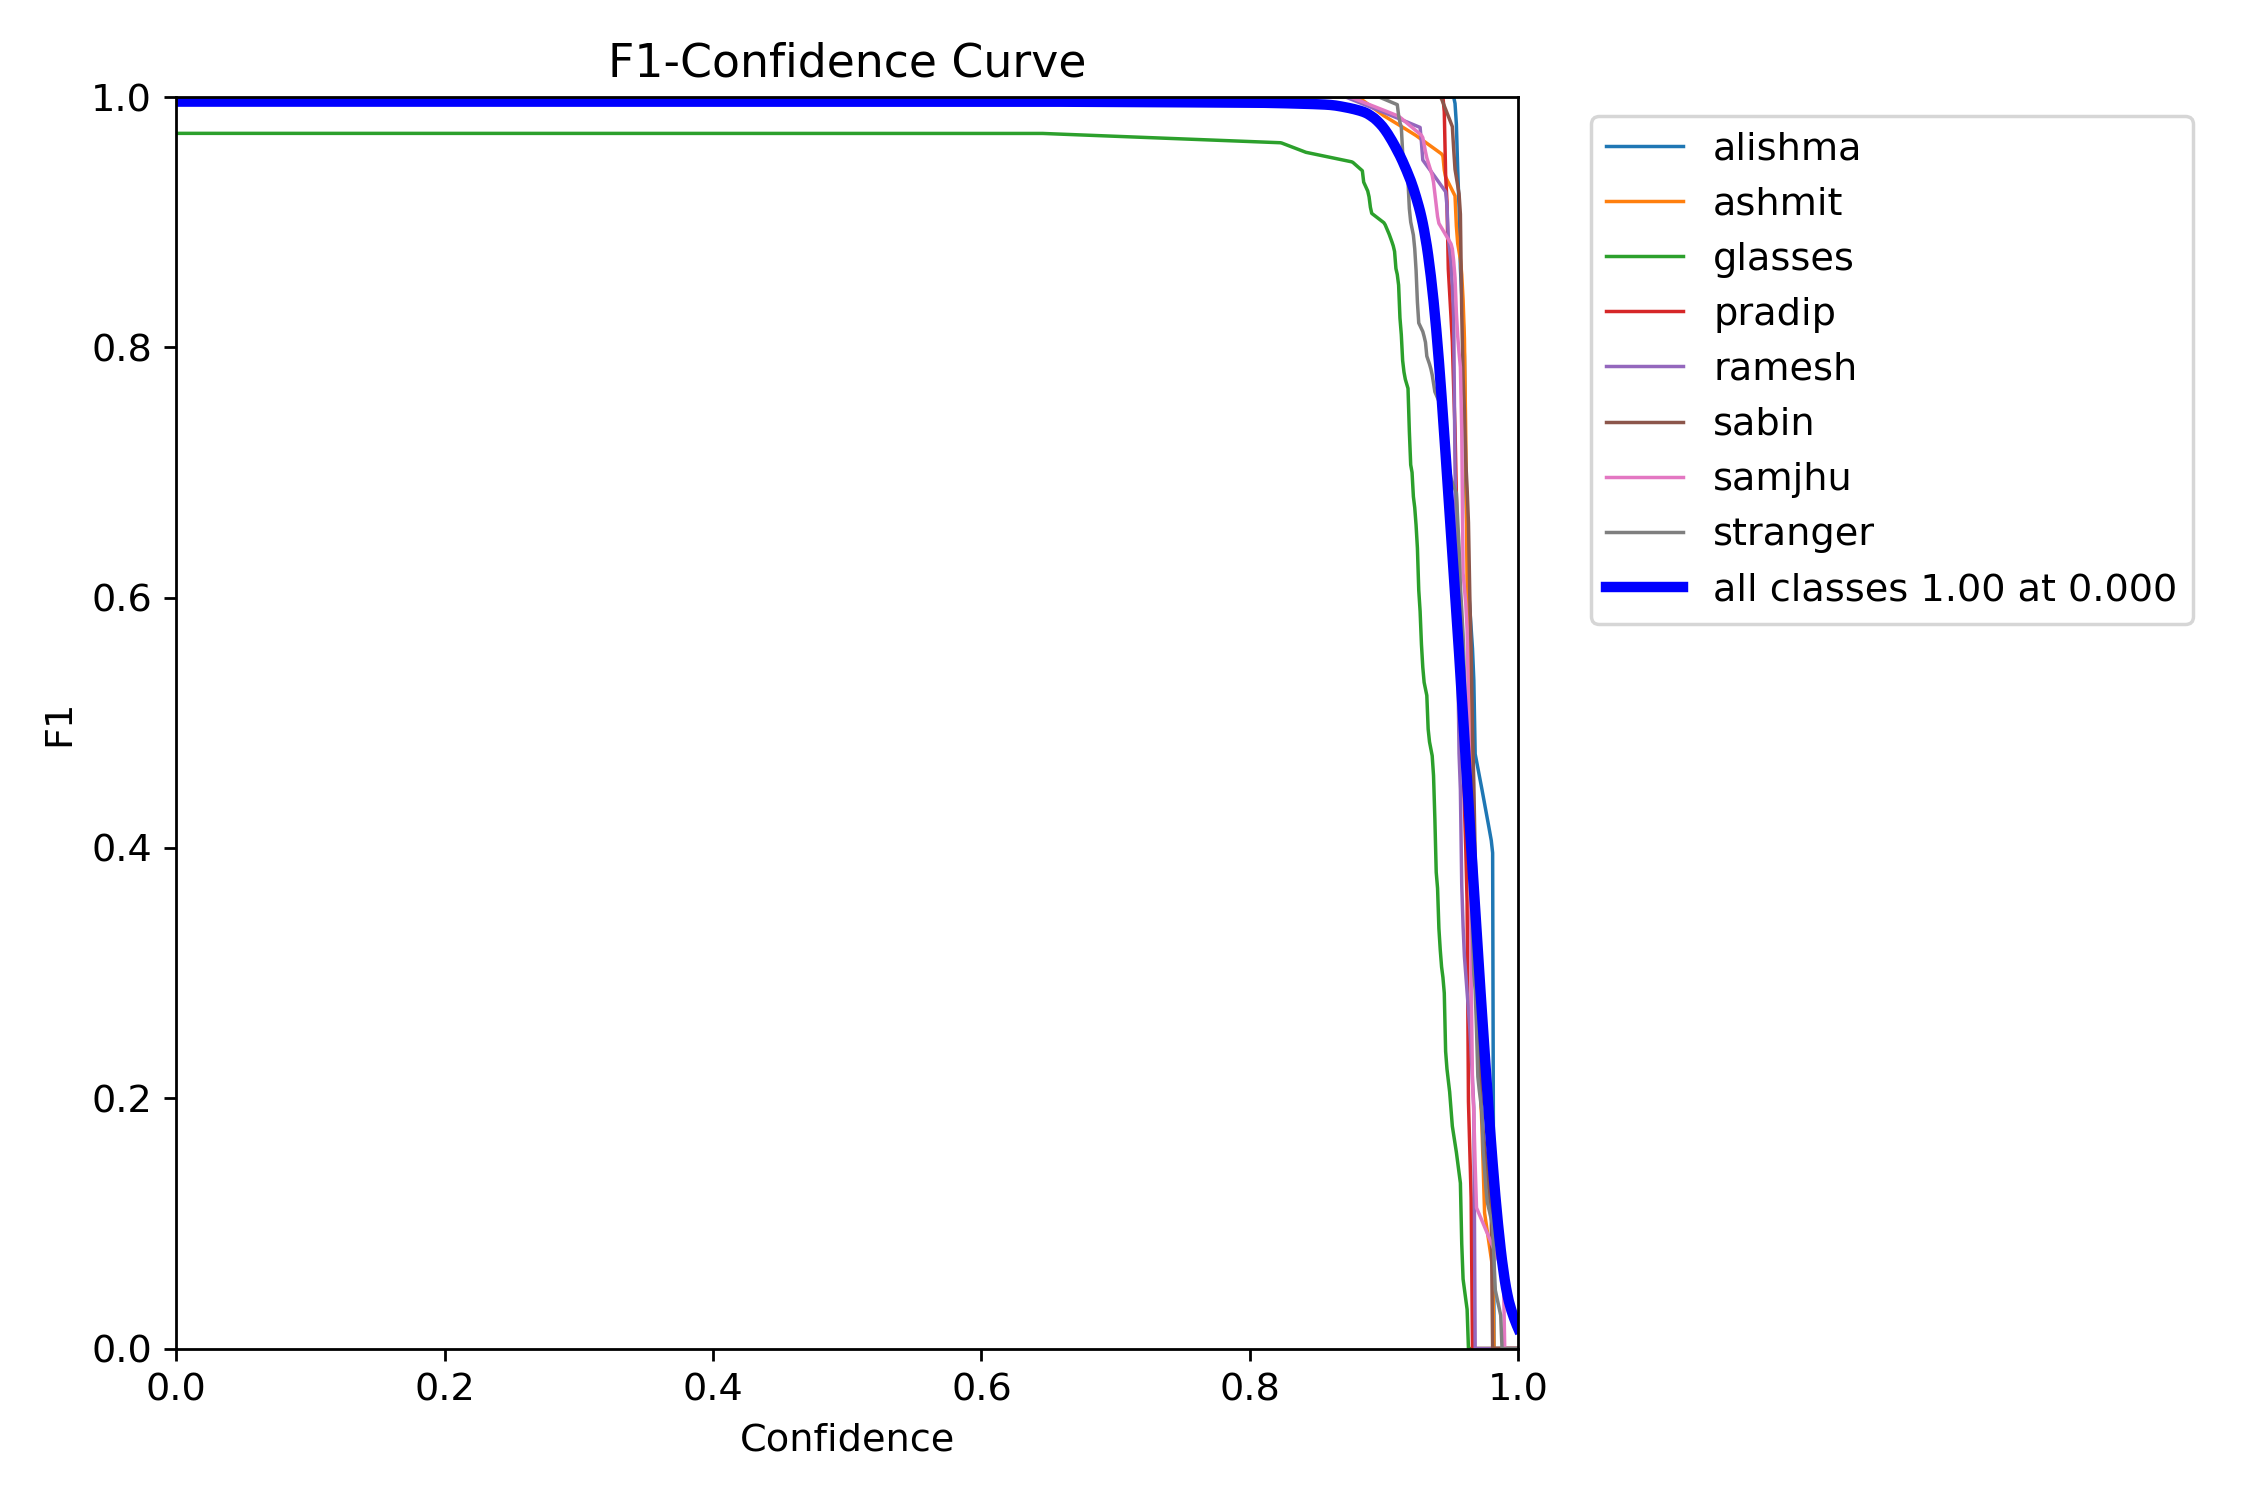 F1-Confidence Curve
1.0
0.8
0.6
0.4
0.2
0.0
F1
0.0 0.2 0.4 0.6 0.8 1.0
Confidence
alishma
ashmit
glasses
pradip
ramesh
sabin
samjhu
stranger
all classes 1.00 at 0.000